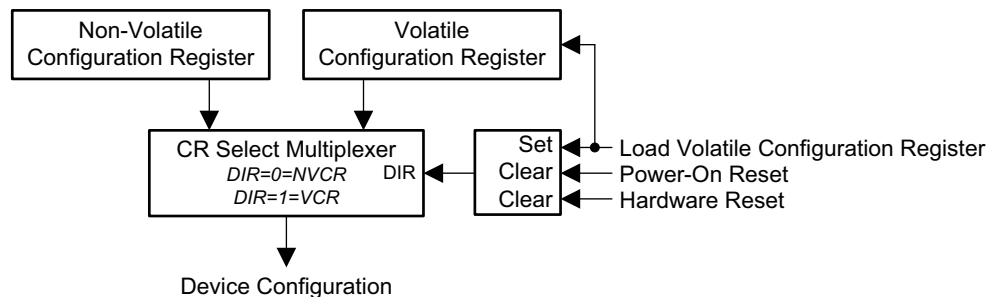 Non-Volatile
Configuration Register
Volatile
Configuration Register
CR Select Multiplexer
DIR=0=NVCR
DIR=1=VCR
DIR
Set
Clear
Clear
Load Volatile Configuration Register
Power-On Reset
Hardware Reset
Device Configuration